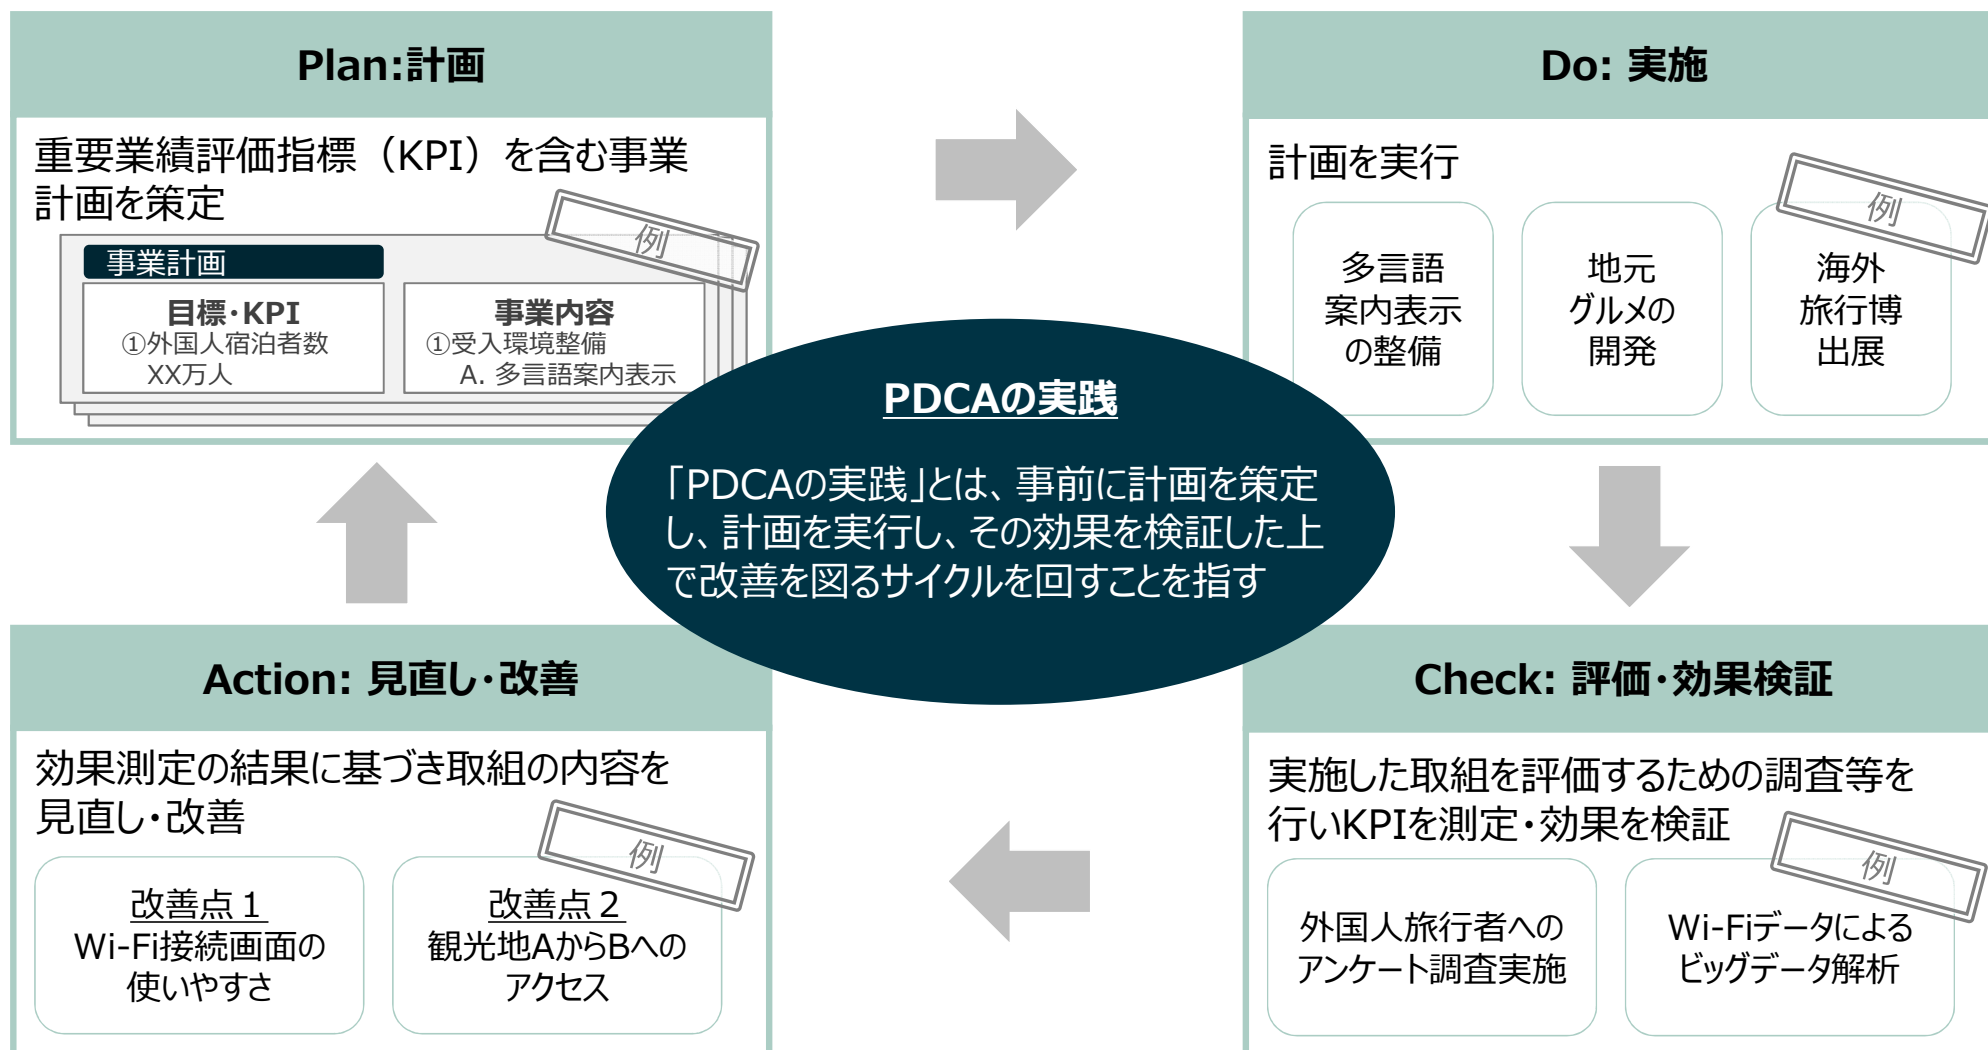 Plan:計画
重要業績評価指標（KPI）を含む事業
計画を策定
例
事業計画
目標・KPI
①外国人宿泊者数
XX万人
事業内容
①受入環境整備
A. 多言語案内表示
Do: 実施
計画を実行
例
多言語
案内表示
の整備
地元
グルメの
開発
海外
旅行博
出展
PDCAの実践
「PDCAの実践」とは、事前に計画を策定
し、計画を実行し、その効果を検証した上
で改善を図るサイクルを回すことを指す
Action: 見直し・改善
効果測定の結果に基づき取組の内容を
見直し・改善
例
改善点１
Wi-Fi接続画面の
使いやすさ
改善点２
観光地AからBへの
アクセス
Check: 評価・効果検証
実施した取組を評価するための調査等を
行いKPIを測定・効果を検証
例
外国人旅行者への
アンケート調査実施
Wi-Fiデータによる
ビッグデータ解析